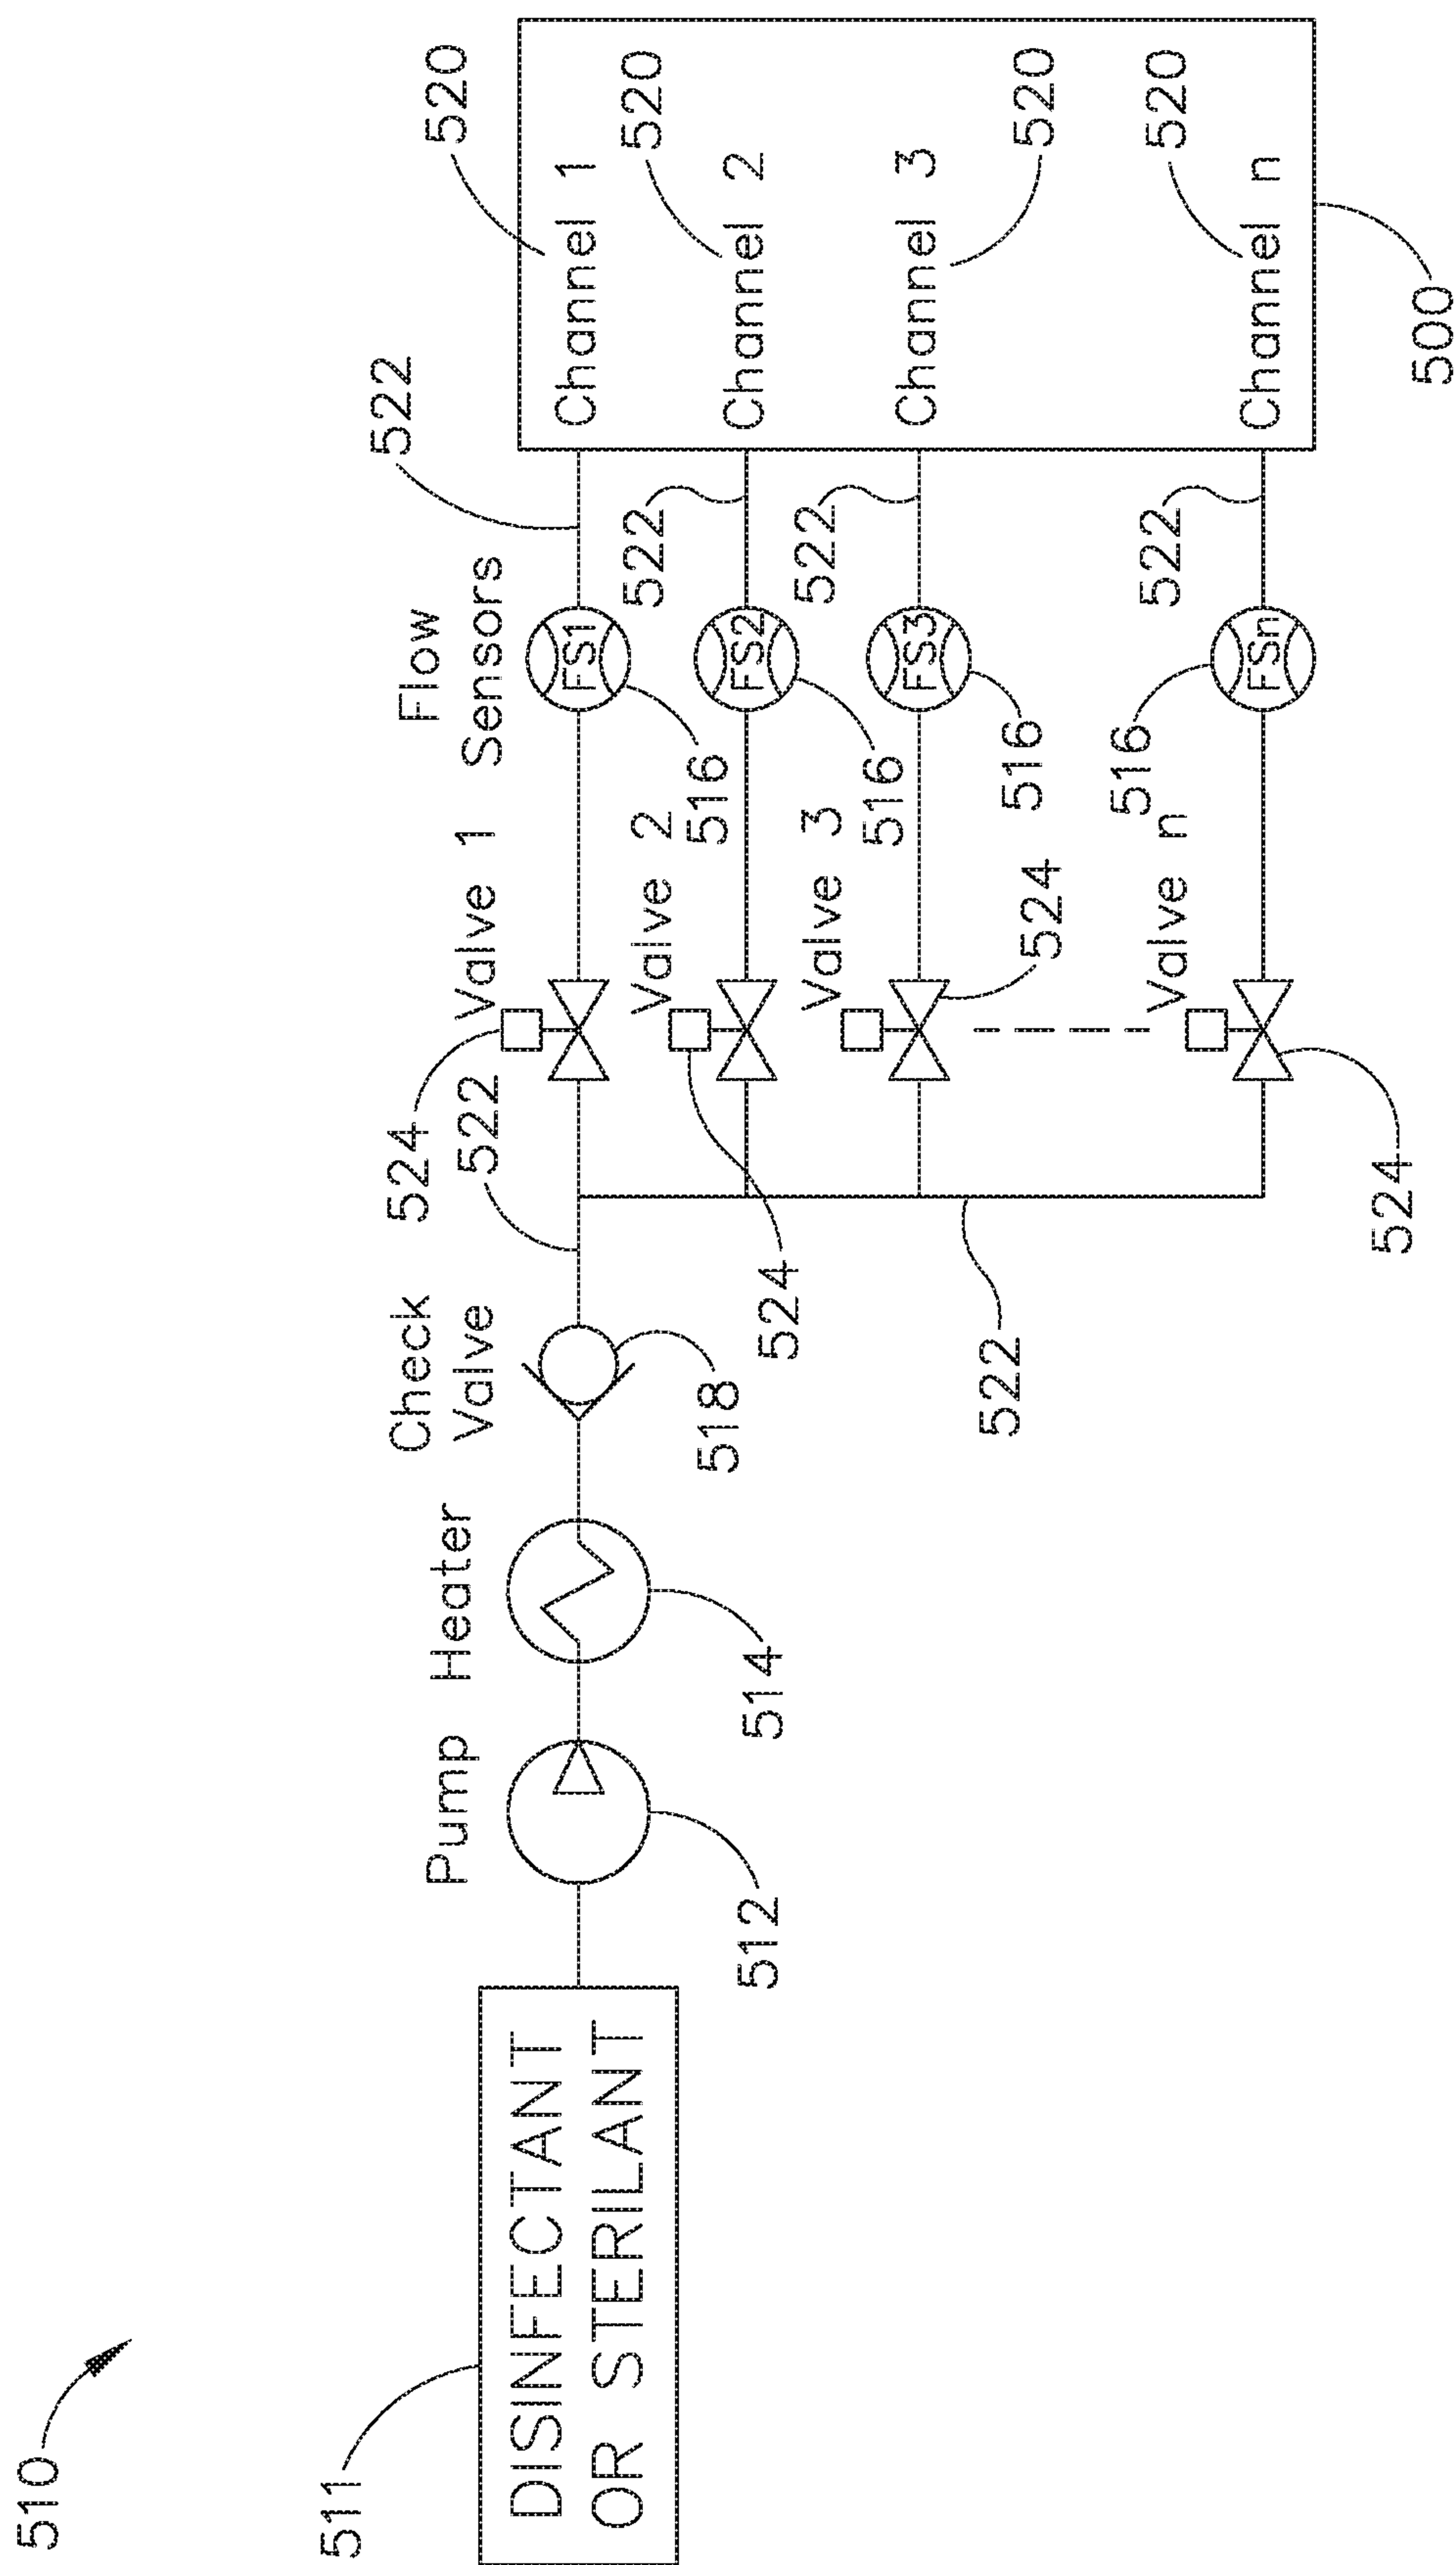 510
511
DISINFECTANT
OR STERILANT
Pump
512
Heater
514
Check
Valve
518
522
522
524
Valve 1
524
Valve 2
Valve 3
524
Valve n
524
Flow
Sensors
FS1
516
FS2
516
FS3
516
FSn
516
522
522
522
522
520
Channel 1
520
Channel 2
Channel 3
520
520
Channel n
500